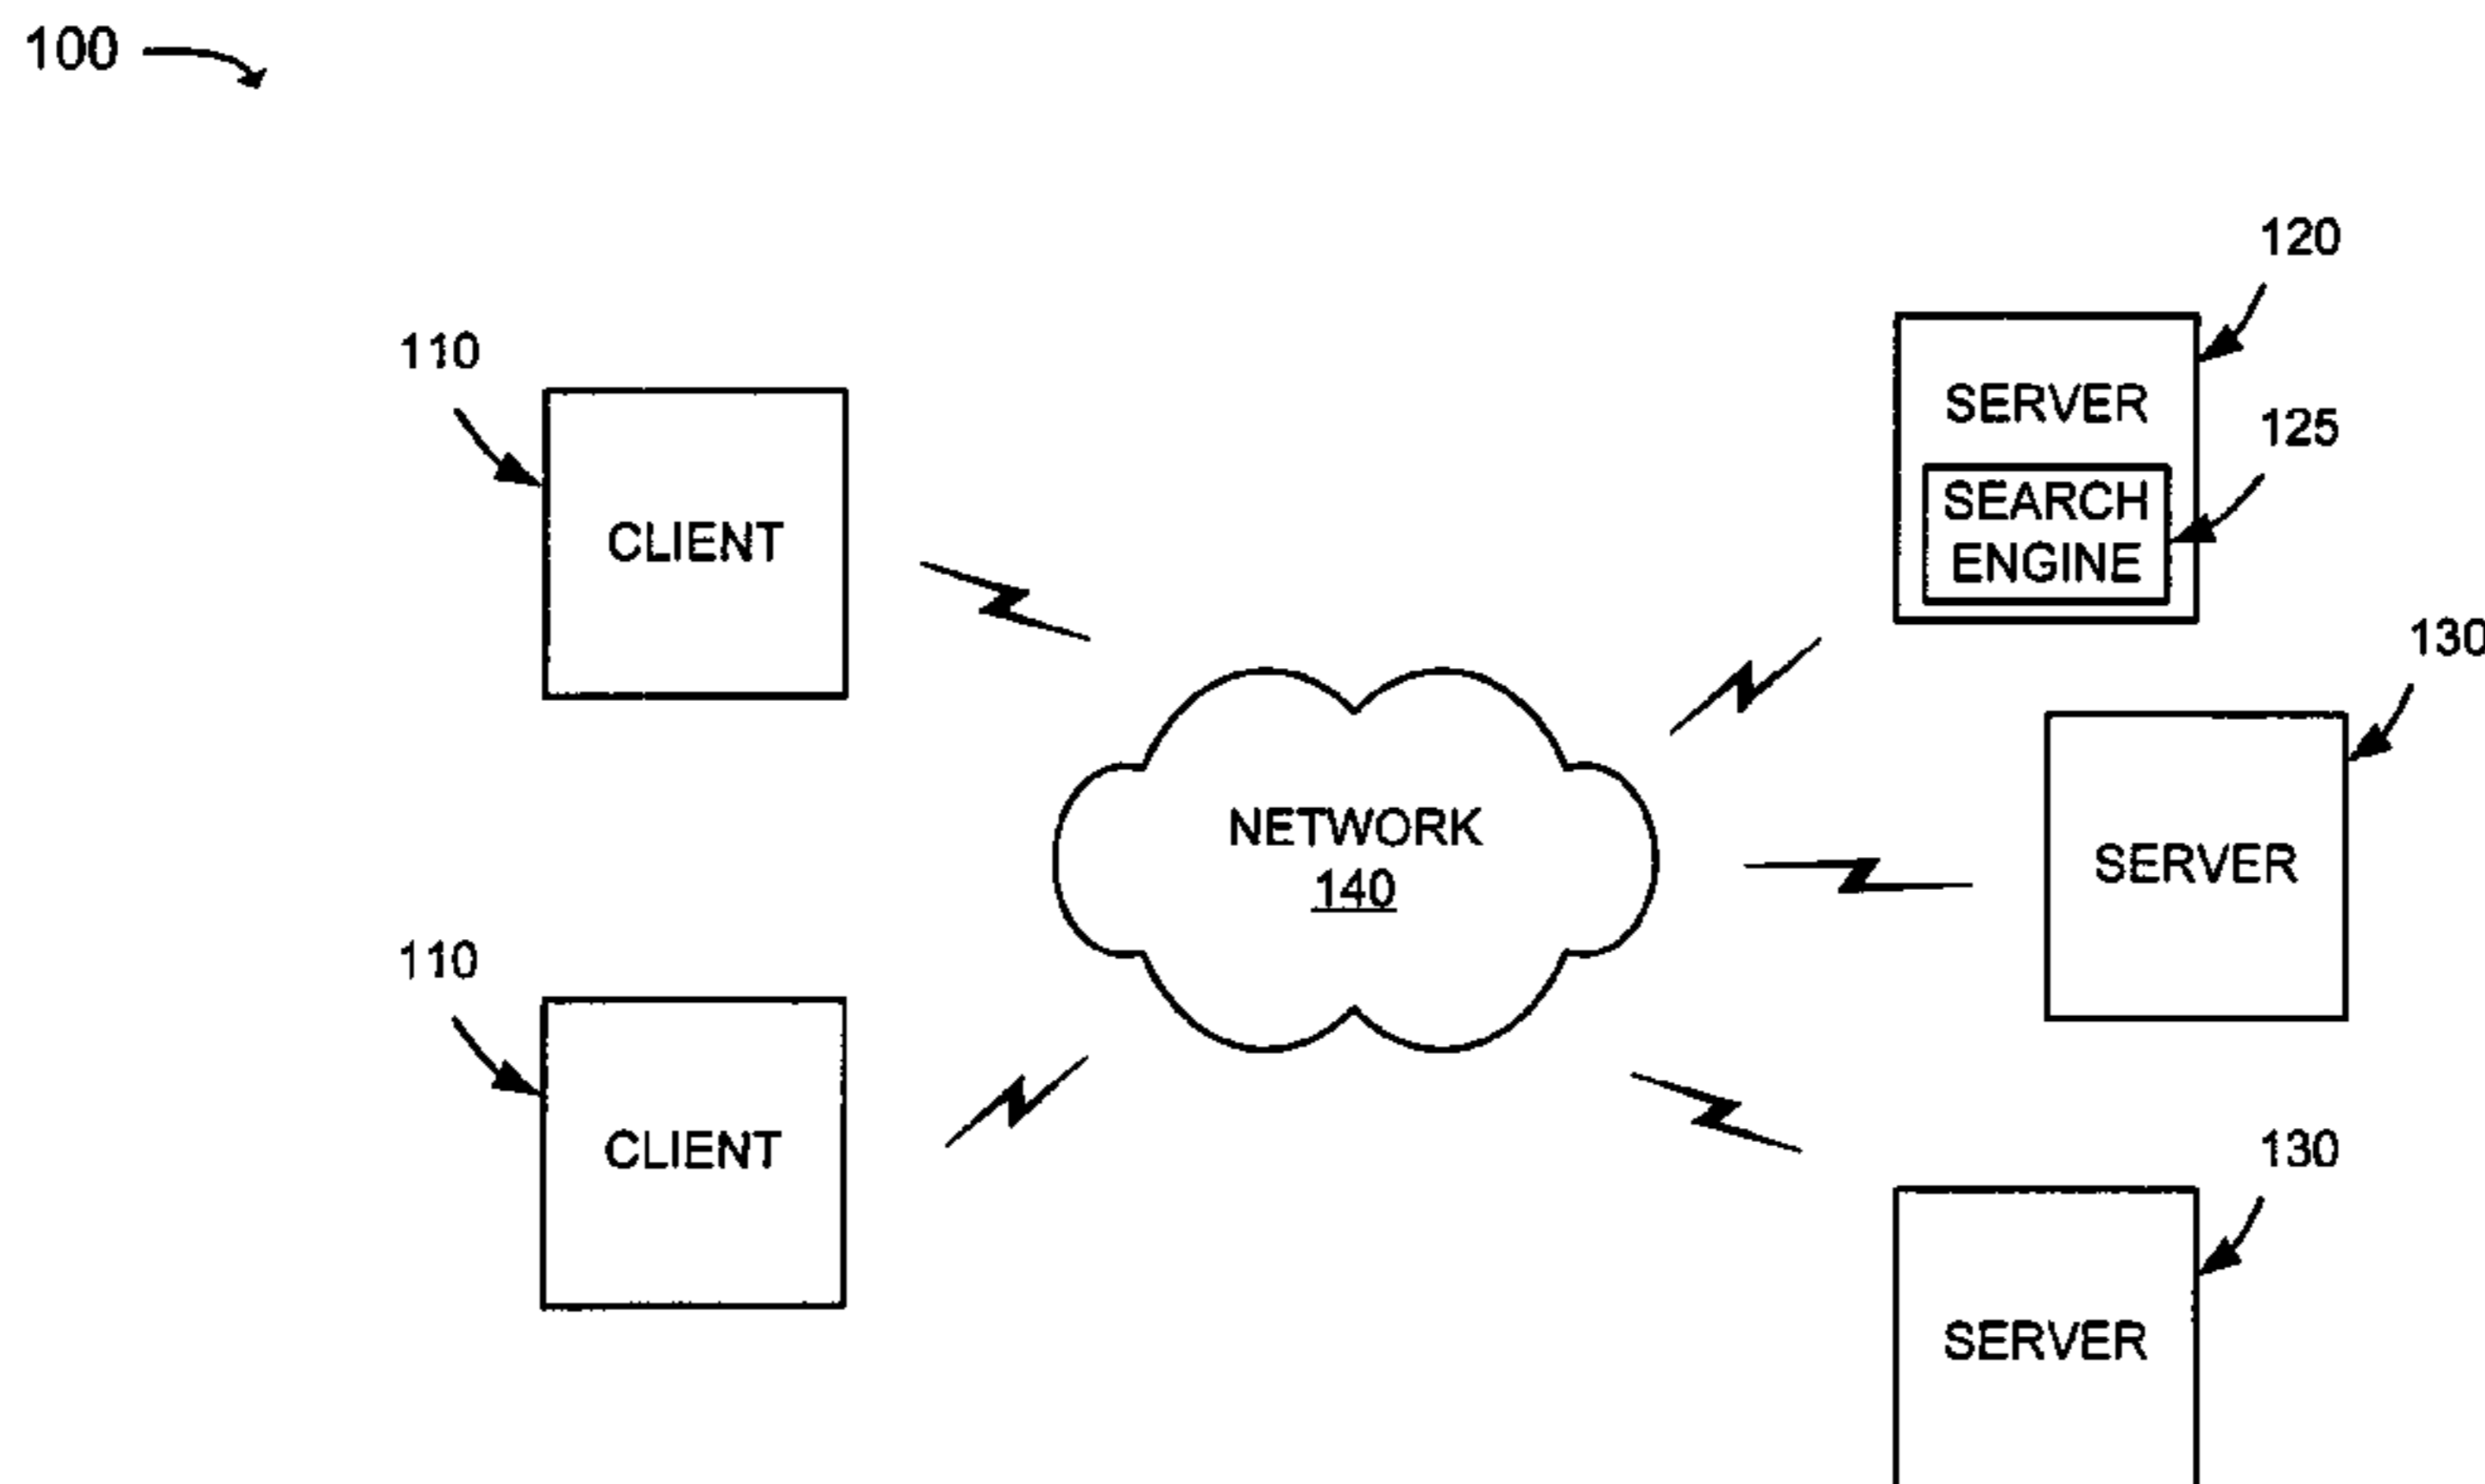 100
120
110
SERVER
125
CLIENT
SEARCH
ENGINE
130
NETWORK
140
SERVER
110
CLIENT
130
SERVER